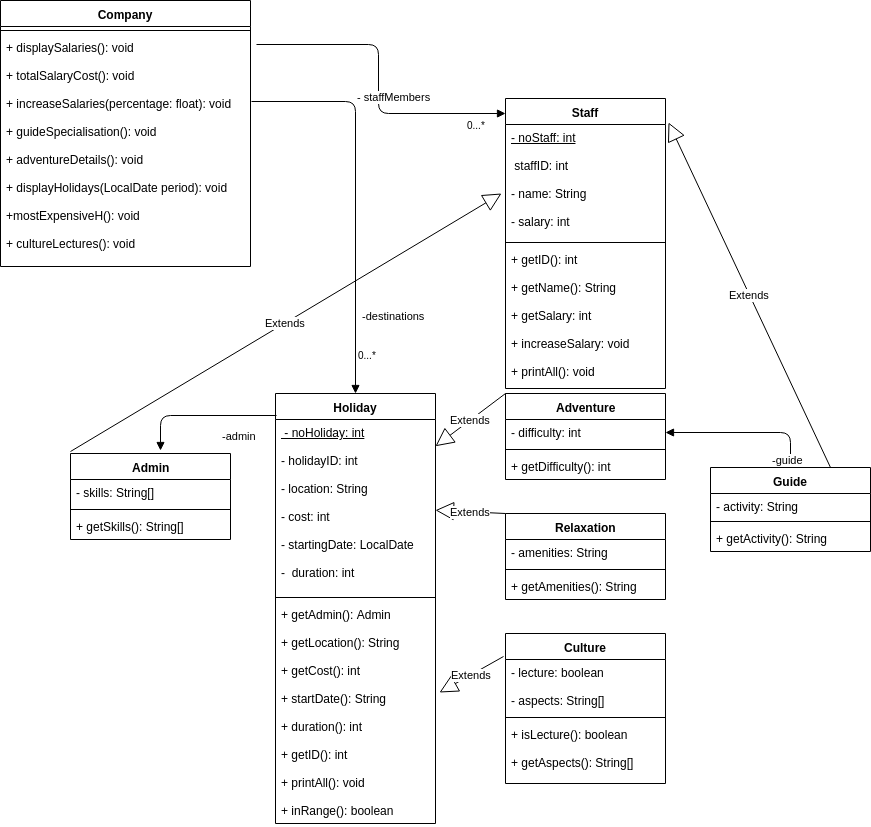 Company
+ displaySalaries(): void
+ totalSalaryCost(): void
+ increaseSalaries(percentage: float): void
+ guideSpecialisation(): void
+ adventureDetails(): void
+ displayHolidays(LocalDate period): void
+mostExpensiveH(): void
+ cultureLectures(): void
- staffMembers
0...*
Staff
- noStaff: int
staffID: int
- name: String
- salary: int
+ getID(): int
+ getName(): String
+ getSalary: int
+ increaseSalary: void
+ printAll(): void
Extends
Extends
-destinations
0...*
-admin
Admin
- skills: String[]
+ getSkills(): String[]
Holiday
- noHoliday: int
- holidayID: int
- location: String
- cost: int
- startingDate: LocalDate
- duration: int
+ getAdmin(): Admin
+ getLocation(): String
+ getCost(): int
+ startDate(): String
+ duration(): int
+ getID(): int
+ printAll(): void
+ inRange(): boolean
Extends
Adventure
- difficulty: int
+ getDifficulty(): int
-guide
Guide
- activity: String
+ getActivity(): String
Extends
Relaxation
- amenities: String
+ getAmenities(): String
Extends
Culture
- lecture: boolean
- aspects: String[]
+ isLecture(): boolean
+ getAspects(): String[]